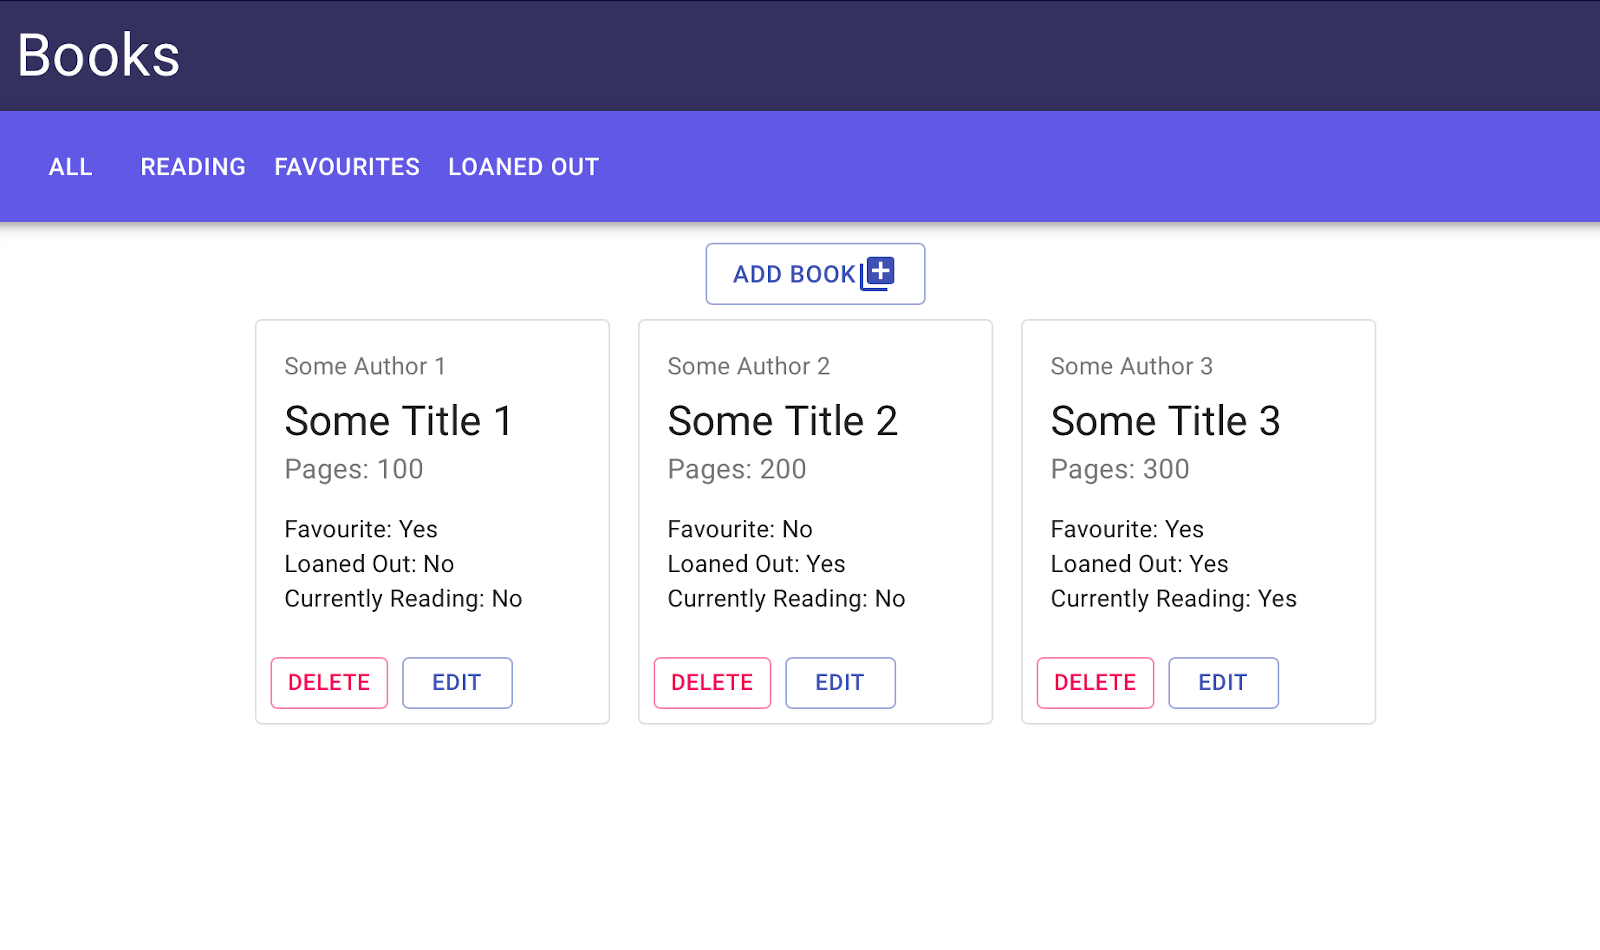 Books
ALL READING FAVOURITES LOANED OUT
ADD BOOK
Some Author 1
Some Title 1
Pages: 100
Favourite: Yes
Loaned Out: No
Currently Reading: No
DELETE EDIT
Some Author 2
Some Title 2
Pages: 200
Favourite: No
Loaned Out: Yes
Currently Reading: No
DELETE EDIT
Some Author 3
Some Title 3
Pages: 300
Favourite: Yes
Loaned Out: Yes
Currently Reading: Yes
DELETE EDIT